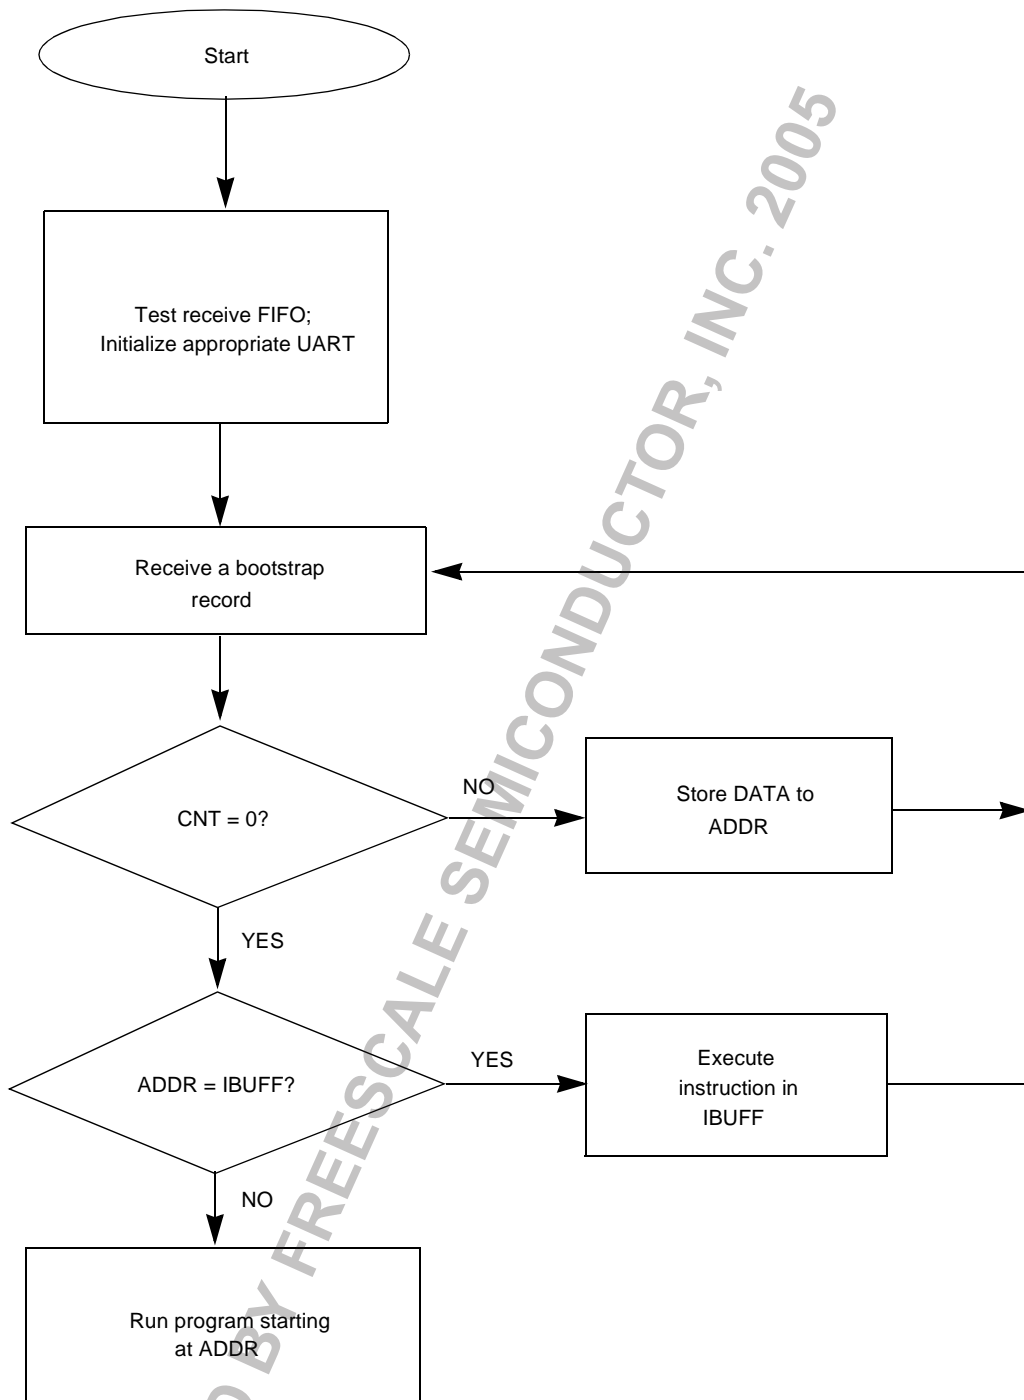 Start
Test receive FIFO;
Initialize appropriate UART
Receive a bootstrap
record
CNT = 0?
NO
Store DATA to
ADDR
YES
ADDR = IBUFF?
YES
Execute
instruction in
IBUFF
NO
Run program starting
at ADDR
BY FREESCALE SEMICONDUCTOR, INC. 2005